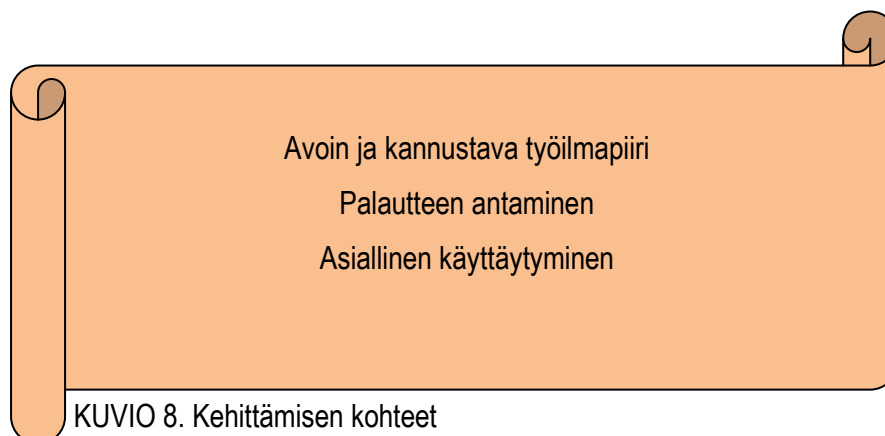 Avoin ja kannustava työilmapiiri
Palautteen antaminen
Asiallinen käyttäytyminen
KUVIO 8. Kehittämisen kohteet